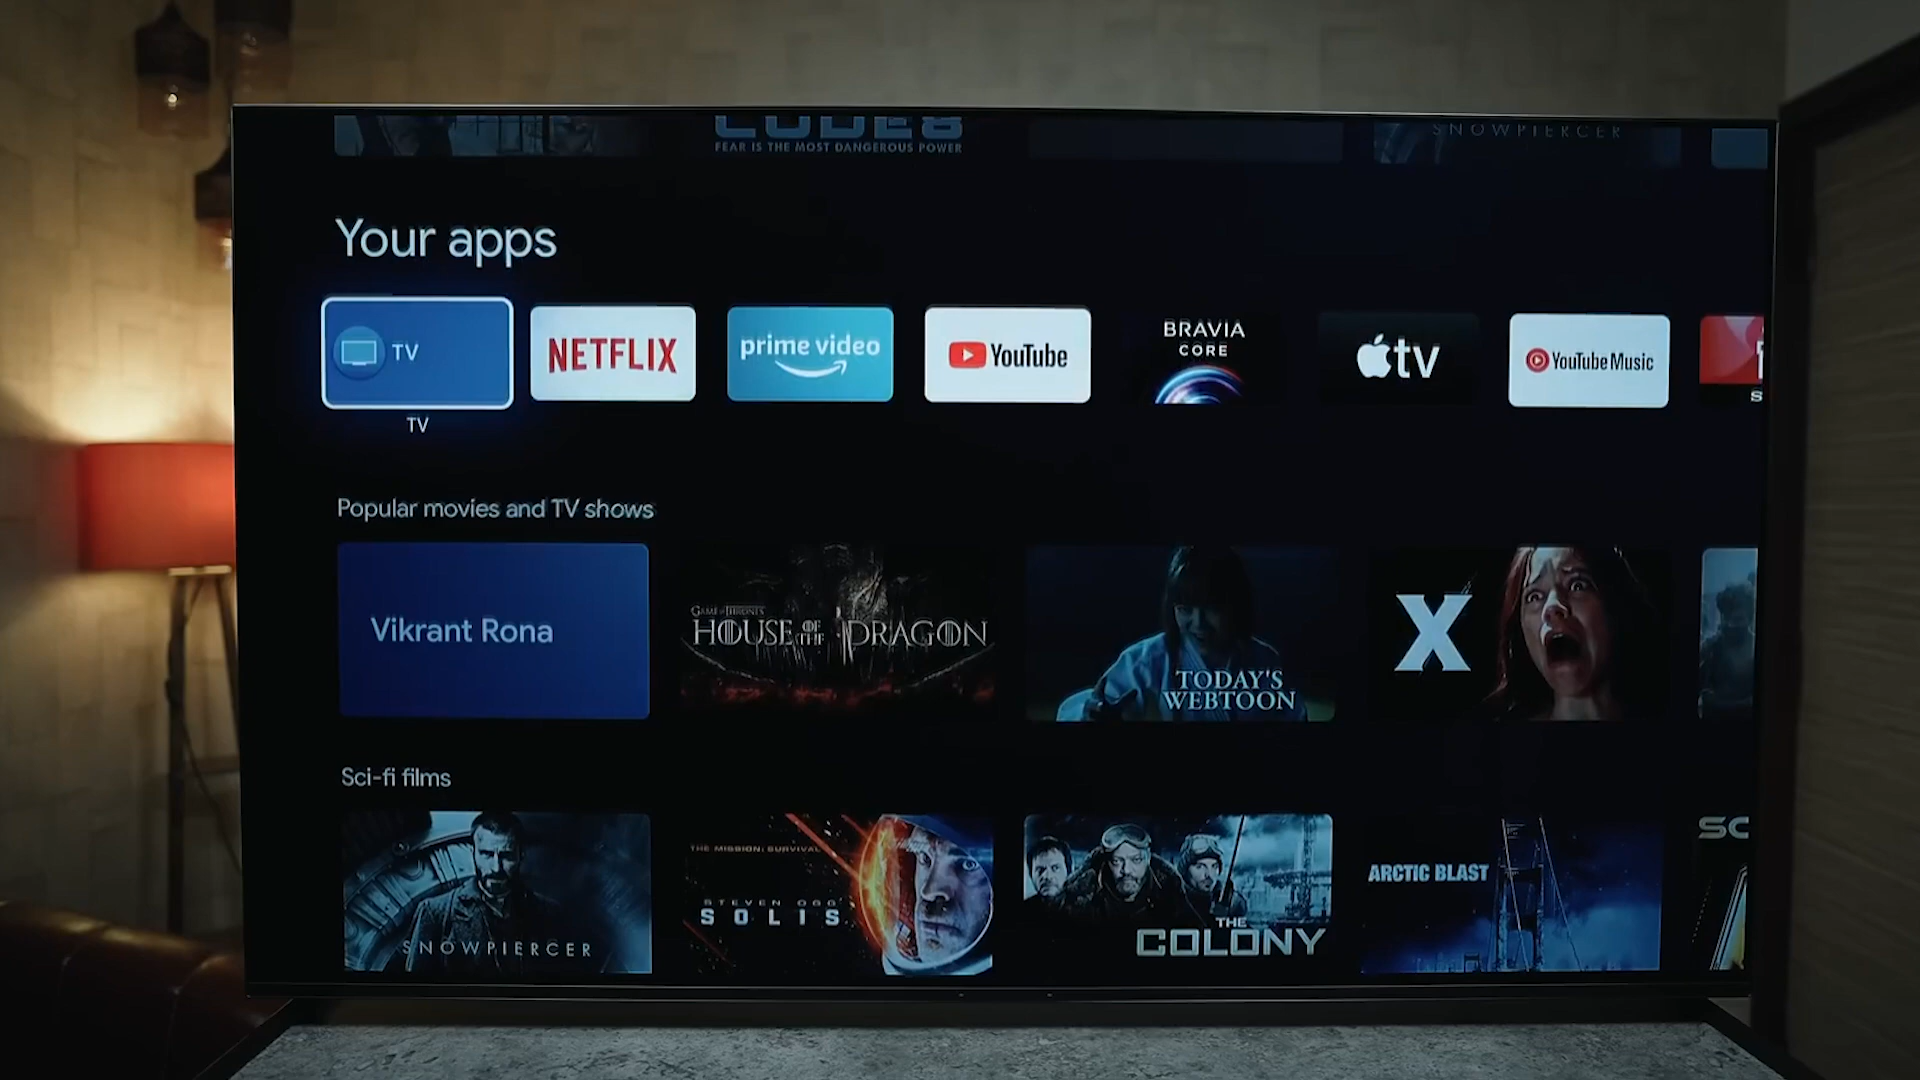 CODE8
FEAR IS THE MOST DANGEROUS POWER
SNOWPIERCER
Your apps
TV
NETFLIX
prime video
YouTube
BRAVIA
CORE
tv
YouTube Music
TV
Popular movies and TV shows
Vikrant Rona
GAME OF THRONES
HOUSE OF THE DRAGON
TODAY'S
WEBTOON
X
Sci-fi films
SNOWPIERCER
THE MISSION: SURVIVAL
STEVEN OGG
SOLIS
THE
COLONY
ARCTIC BLAST
SC